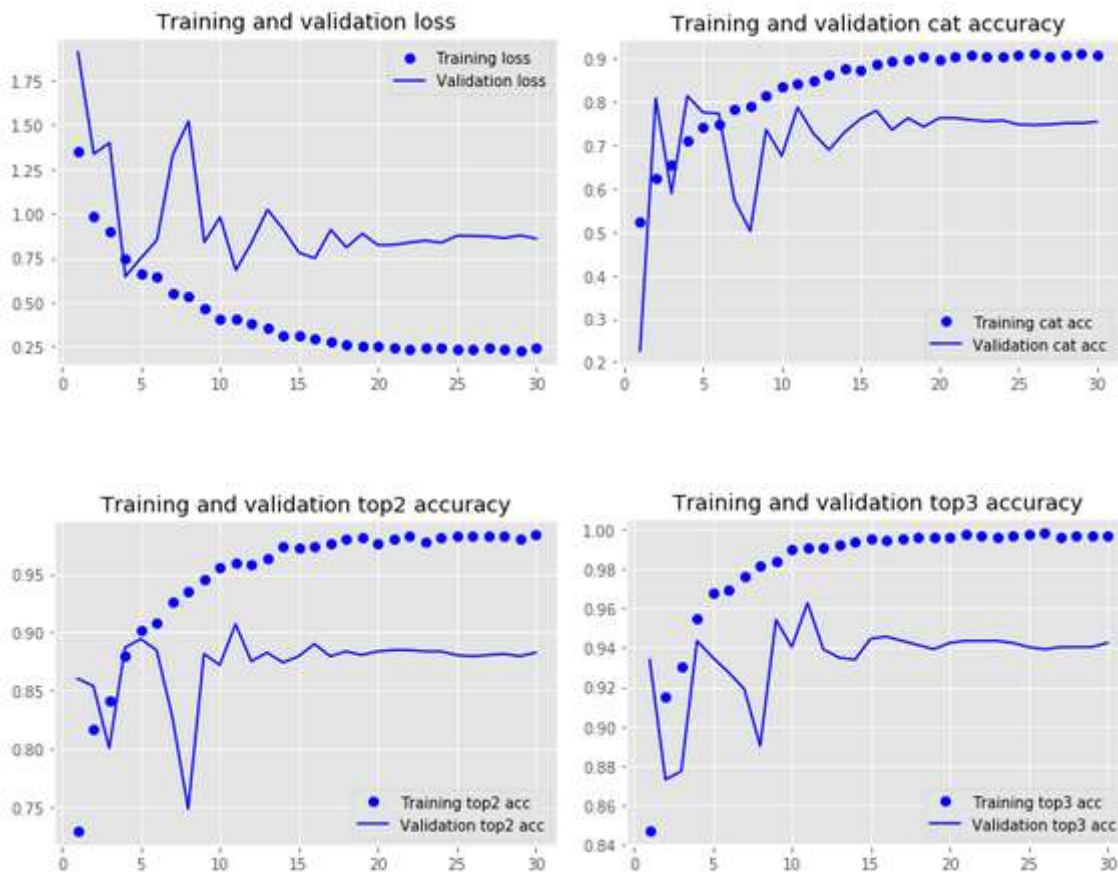 Training and validation loss
Training loss
Validation loss
1.75
1.50
1.25
1.00
0.75
0.50
0.25
0 5 10 15 20 25 30
Training and validation cat accuracy
0.9
0.8
0.7
0.6
0.5
0.4
0.3
0.2
Training cat acc
Validation cat acc
0 5 10 15 20 25 30
Training and validation top2 accuracy
0.95
0.90
0.85
0.80
0.75
Training top2 acc
Validation top2 acc
0 5 10 15 20 25 30
Training and validation top3 accuracy
1.00
0.98
0.96
0.94
0.92
0.90
0.88
0.86
0.84
Training top3 acc
Validation top3 acc
0 5 10 15 20 25 30